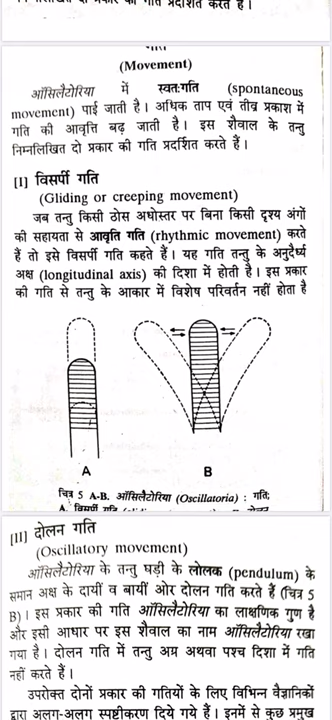 (Movement)
ऑसिलैटोरिया में स्वतःगति (spontaneous
movement) पाई जाती है। अधिक ताप एवं तीव्र प्रकाश में
गति की आवृत्ति बढ़ जाती है। इस शैवाल के तन्तु
निम्नलिखित दो प्रकार की गति प्रदर्शित करते हैं।
[I] विसर्पी गति
(Gliding or creeping movement)
जब तन्तु किसी ठोस अधोस्तर पर बिना किसी दृश्य अंगों
की सहायता से आवृति गति (rhythmic movement) करते
हैं तो इसे विसर्पी गति कहते हैं। यह गति तन्तु के अनुदैर्ध्य
अक्ष (longitudinal axis) की दिशा में होती है। इस प्रकार
की गति से तन्तु के आकार में विशेष परिवर्तन नहीं होता है
A B
चित्र 5 A-B. ऑसिलैटोरिया (Oscillatoria) : गति;
A. विसर्पी गति
[II] दोलन गति
(Oscillatory movement)
ऑसिलैटोरिया के तन्तु घड़ी के लोलक (pendulum) के
समान अक्ष के दायीं व बायीं ओर दोलन गति करते हैं (चित्र 5
B)। इस प्रकार की गति ऑसिलैटोरिया का लाक्षणिक गुण है
और इसी आधार पर इस शैवाल का नाम ऑसिलैटोरिया रखा
गया है। दोलन गति में तन्तु अग्र अथवा पश्च दिशा में गति
नहीं करते हैं।
उपरोक्त दोनों प्रकार की गतियों के लिए विभिन्न वैज्ञानिकों
द्वारा अलग-अलग स्पष्टीकरण दिये गये हैं। इनमें से कुछ प्रमुख